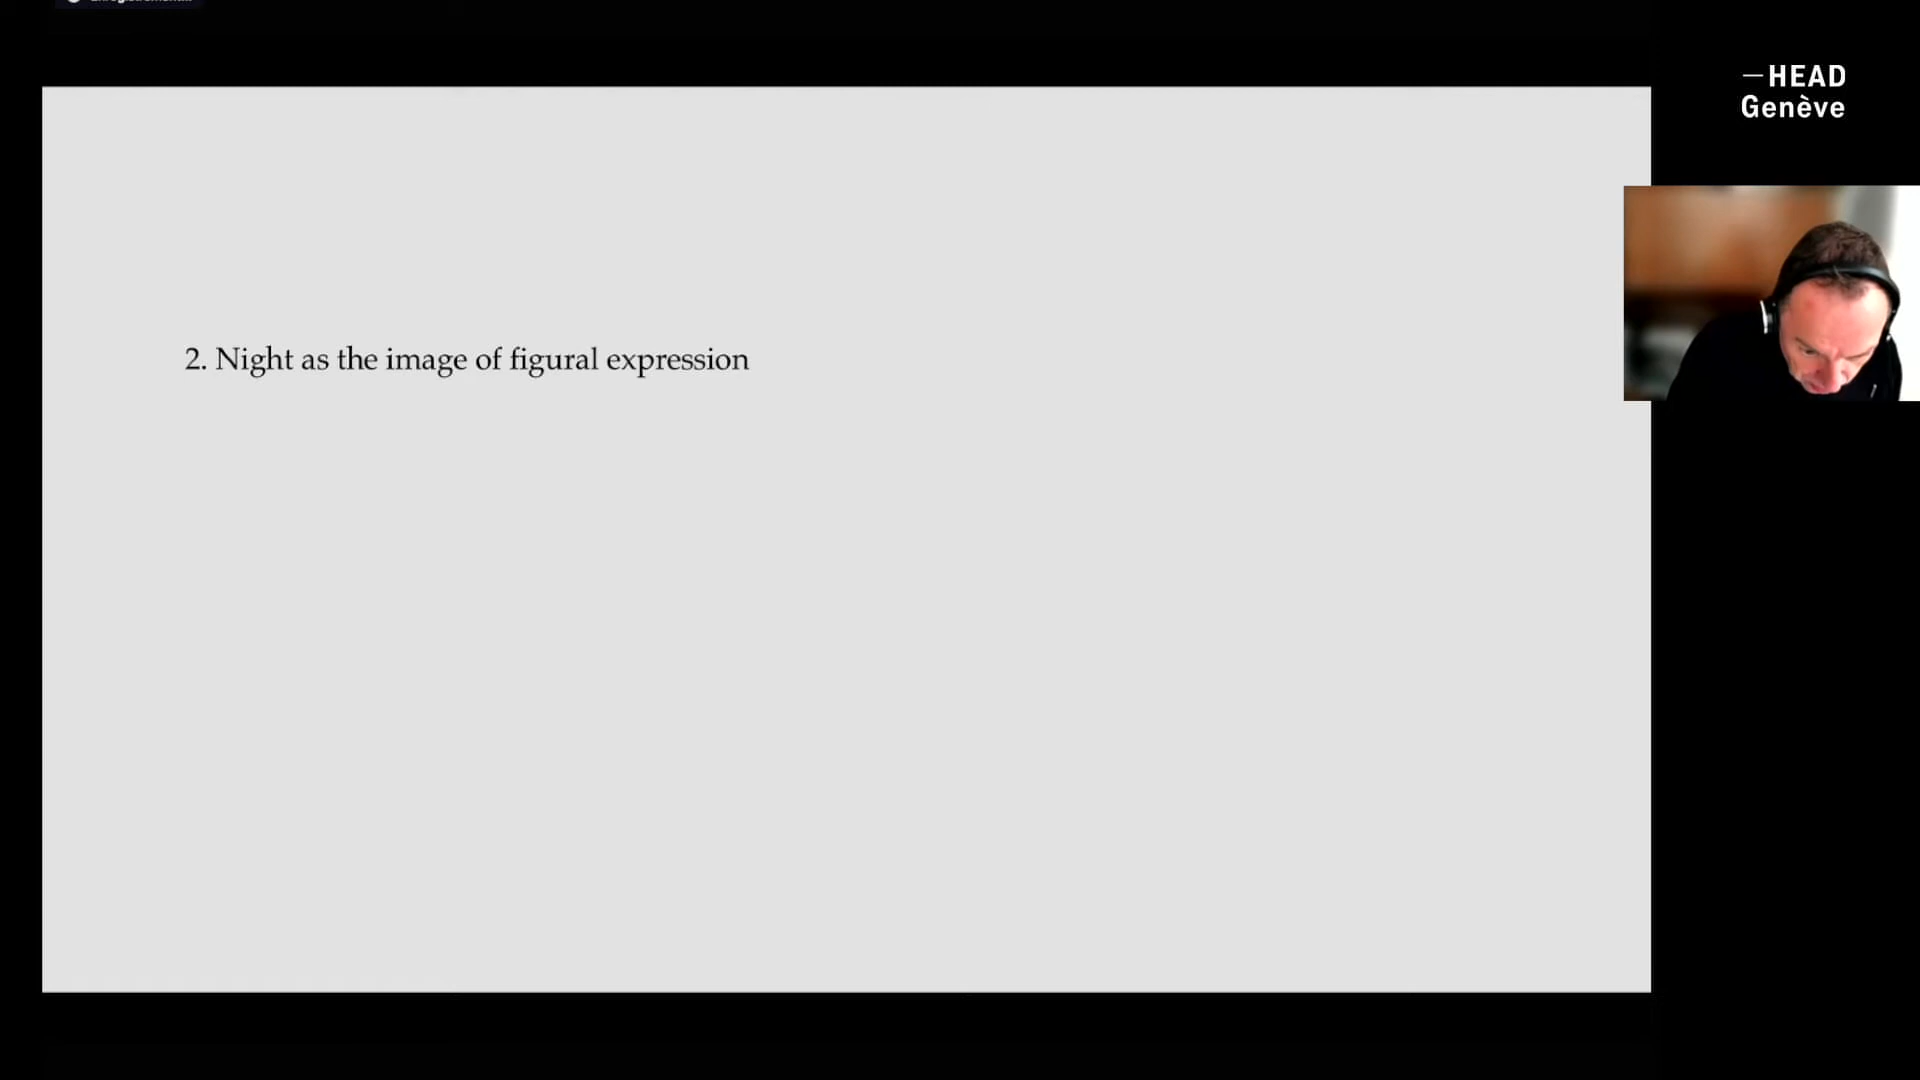 —HEAD
Genève
2. Night as the image of figural expression